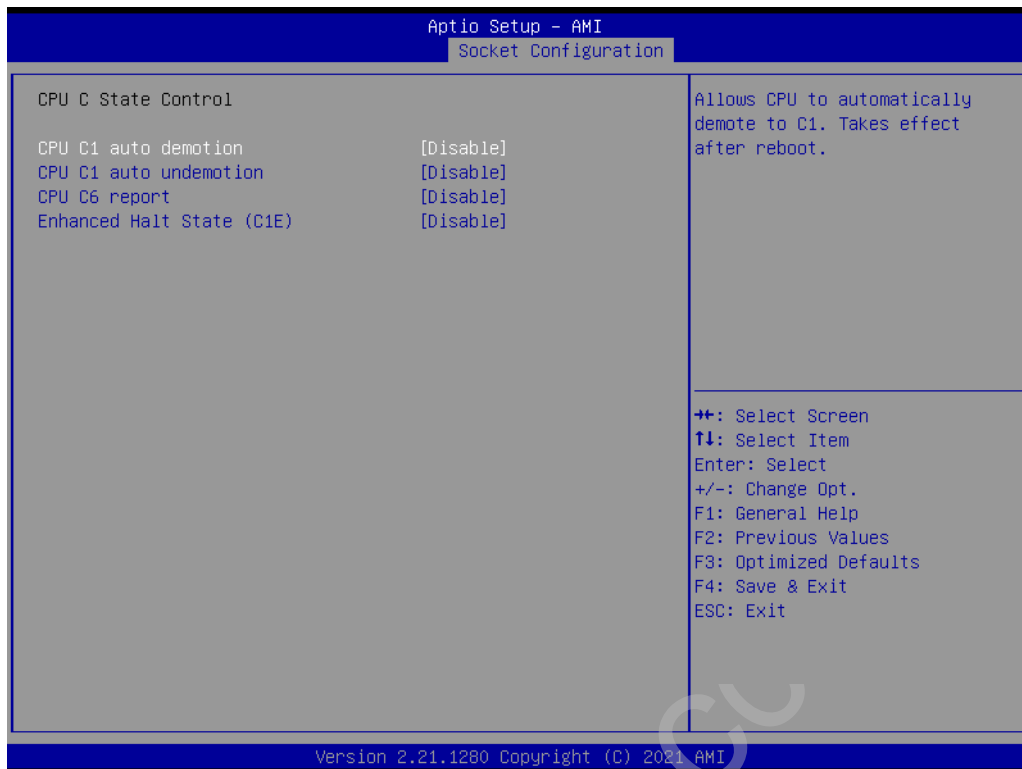 Aptio Setup – AMI
Socket Configuration
CPU C State Control
CPU C1 auto demotion [Disable]
CPU C1 auto undemotion [Disable]
CPU C6 report [Disable]
Enhanced Halt State (C1E) [Disable]
Allows CPU to automatically
demote to C1. Takes effect
after reboot.
→←: Select Screen
↑↓: Select Item
Enter: Select
+/-: Change Opt.
F1: General Help
F2: Previous Values
F3: Optimized Defaults
F4: Save & Exit
ESC: Exit
Version 2.21.1280 Copyright (C) 2021 AMI